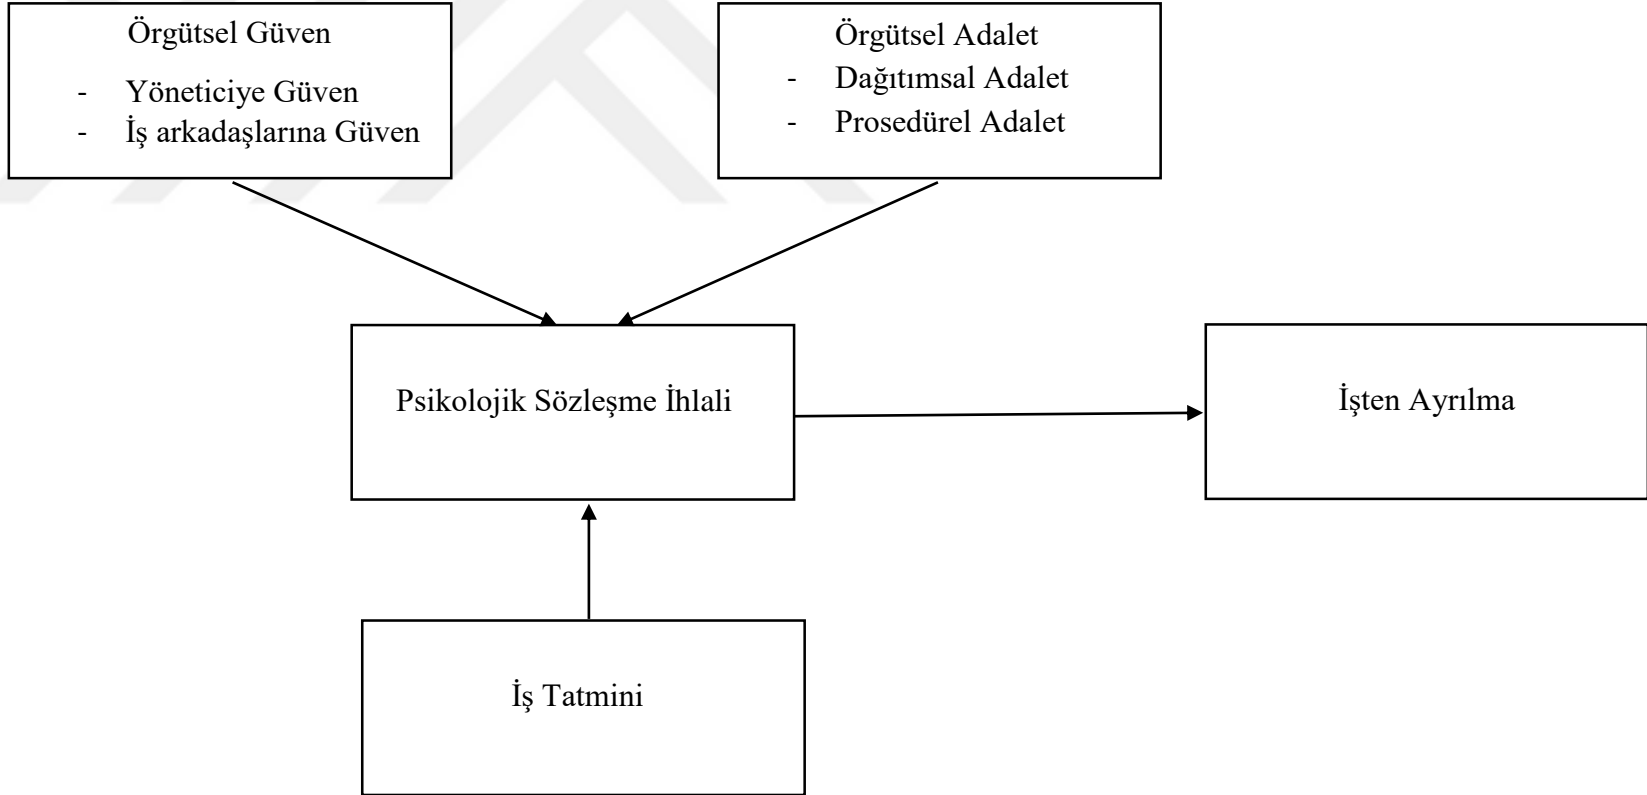 Örgütsel Güven
- Yöneticiye Güven
- İş arkadaşlarına Güven
Örgütsel Adalet
- Dağıtımsal Adalet
- Prosedürel Adalet
Psikolojik Sözleşme İhlali
İşten Ayrılma
İş Tatmini